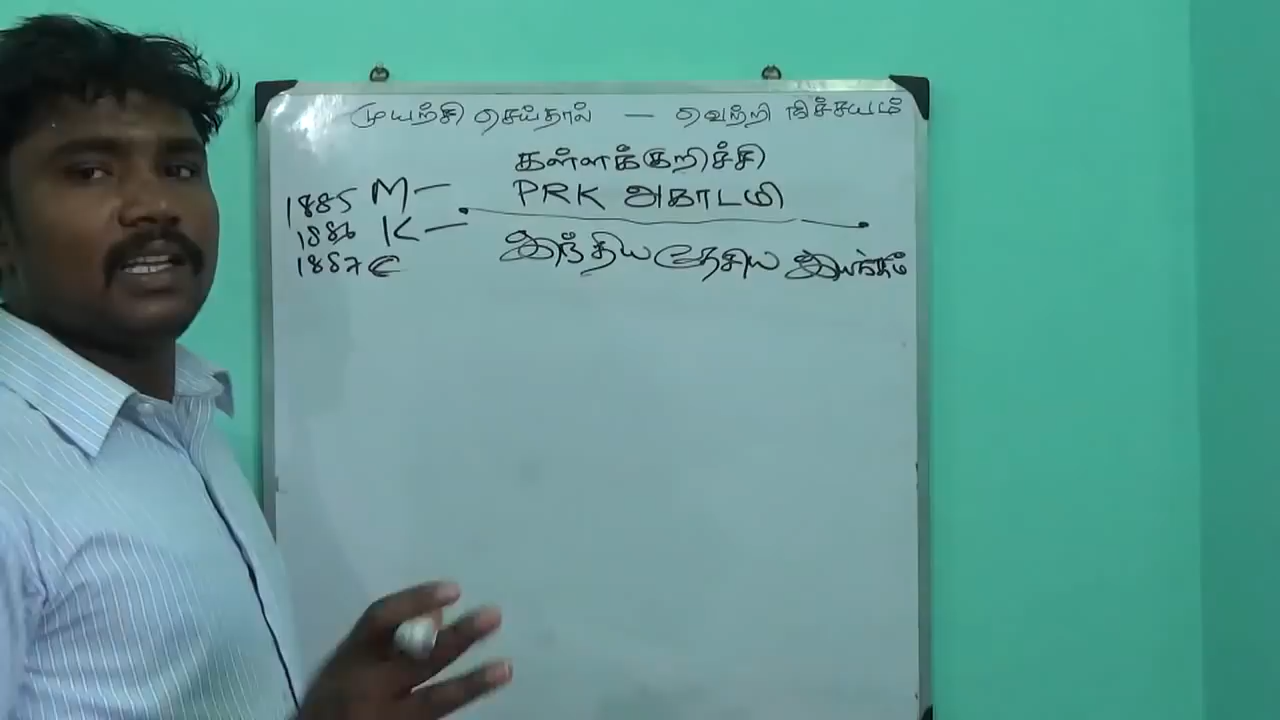 முயற்சி செய்தால் — வெற்றி நிச்சயம்
கள்ளக்குறிச்சி
PRK அகாடமி
இந்திய தேசிய இயக்கம்
1885 M—
1886 K—
1887 C